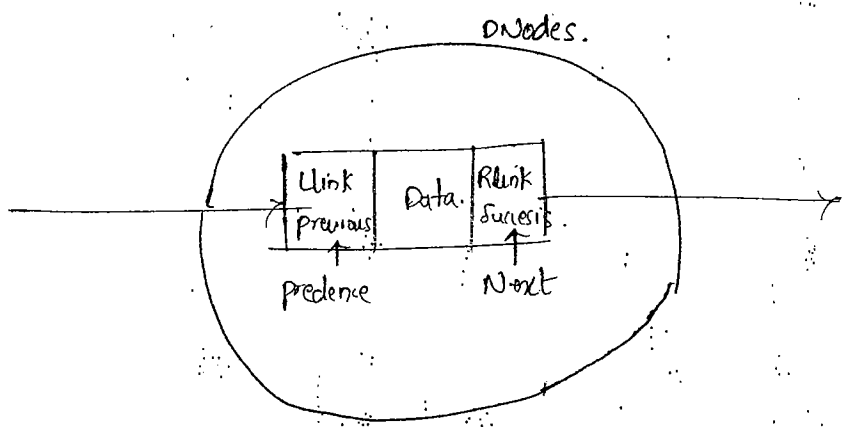 DNodes.
Llink
previous
Data.
Rlink
Sucesis.
predence
Next